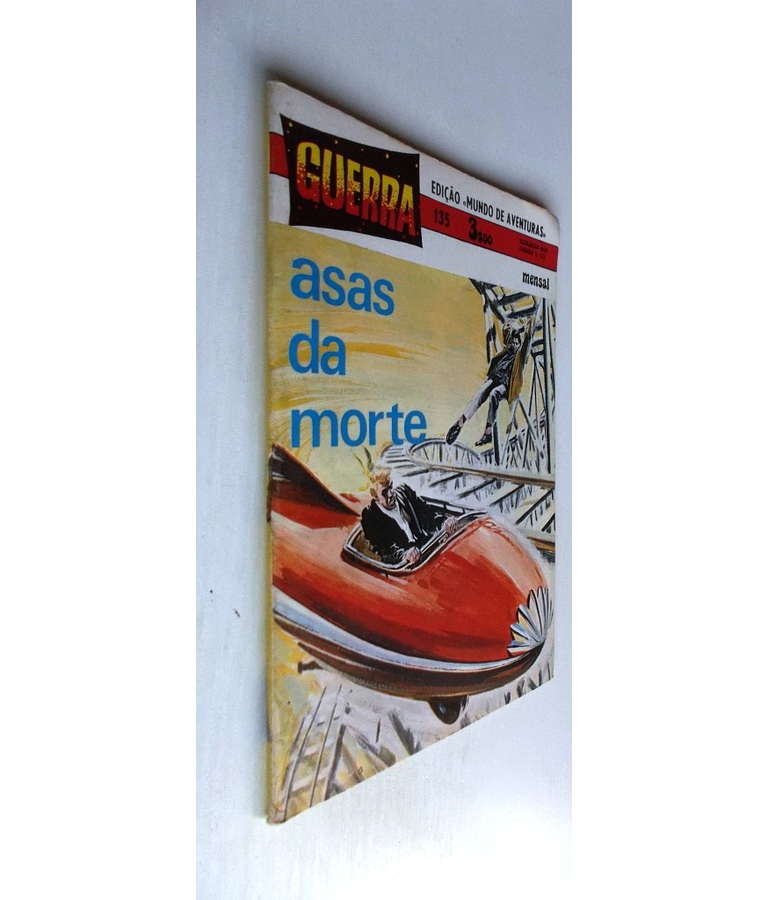 GUERRA
EDIÇÃO «MUNDO DE AVENTURAS»
135 3$00
mensal
asas
da
morte